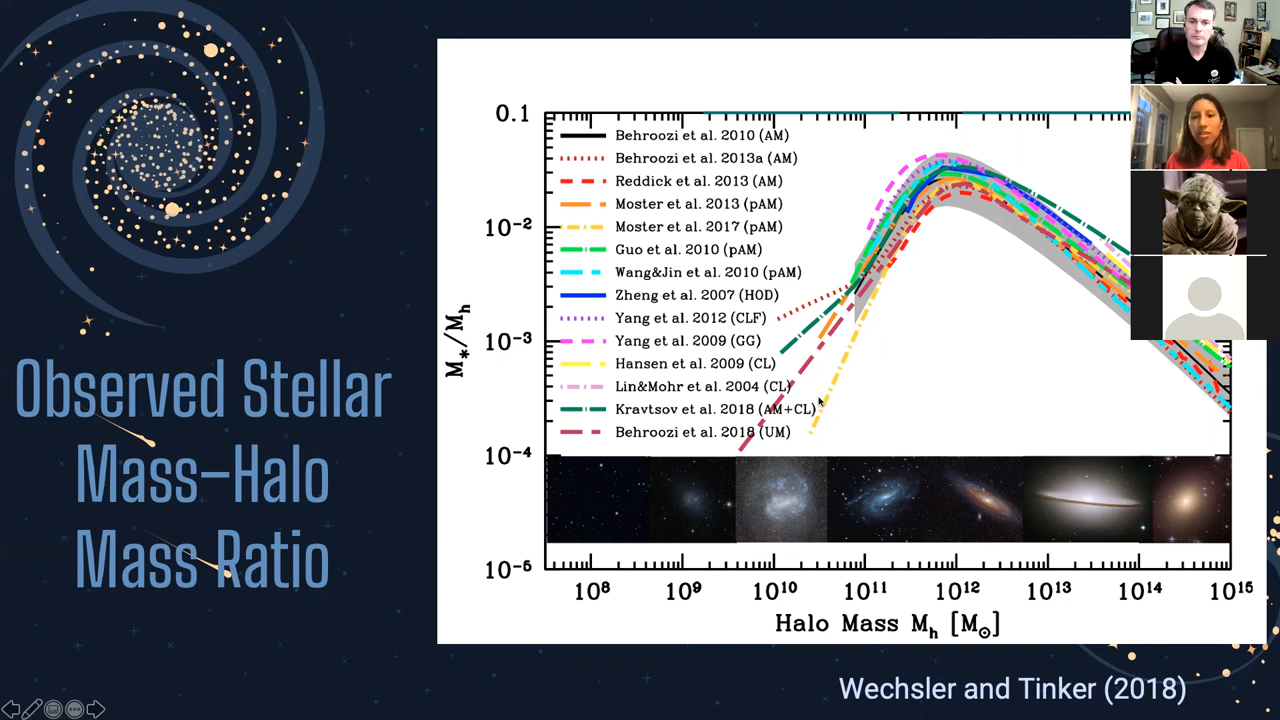 Observed Stellar
Mass–Halo
Mass Ratio
0.1
10⁻²
10⁻³
10⁻⁴
10⁻⁶
M*/Mh
Behroozi et al. 2010 (AM)
Behroozi et al. 2013a (AM)
Reddick et al. 2013 (AM)
Moster et al. 2013 (pAM)
Moster et al. 2017 (pAM)
Guo et al. 2010 (pAM)
Wang&Jin et al. 2010 (pAM)
Zheng et al. 2007 (HOD)
Yang et al. 2012 (CLF)
Yang et al. 2009 (GG)
Hansen et al. 2009 (CL)
Lin&Mohr et al. 2004 (CL)
Kravtsov et al. 2018 (AM+CL)
Behroozi et al. 2018 (UM)
10⁸ 10⁹ 10¹⁰ 10¹¹ 10¹² 10¹³ 10¹⁴ 10¹⁵
Halo Mass Mh [M☉]
Wechsler and Tinker (2018)